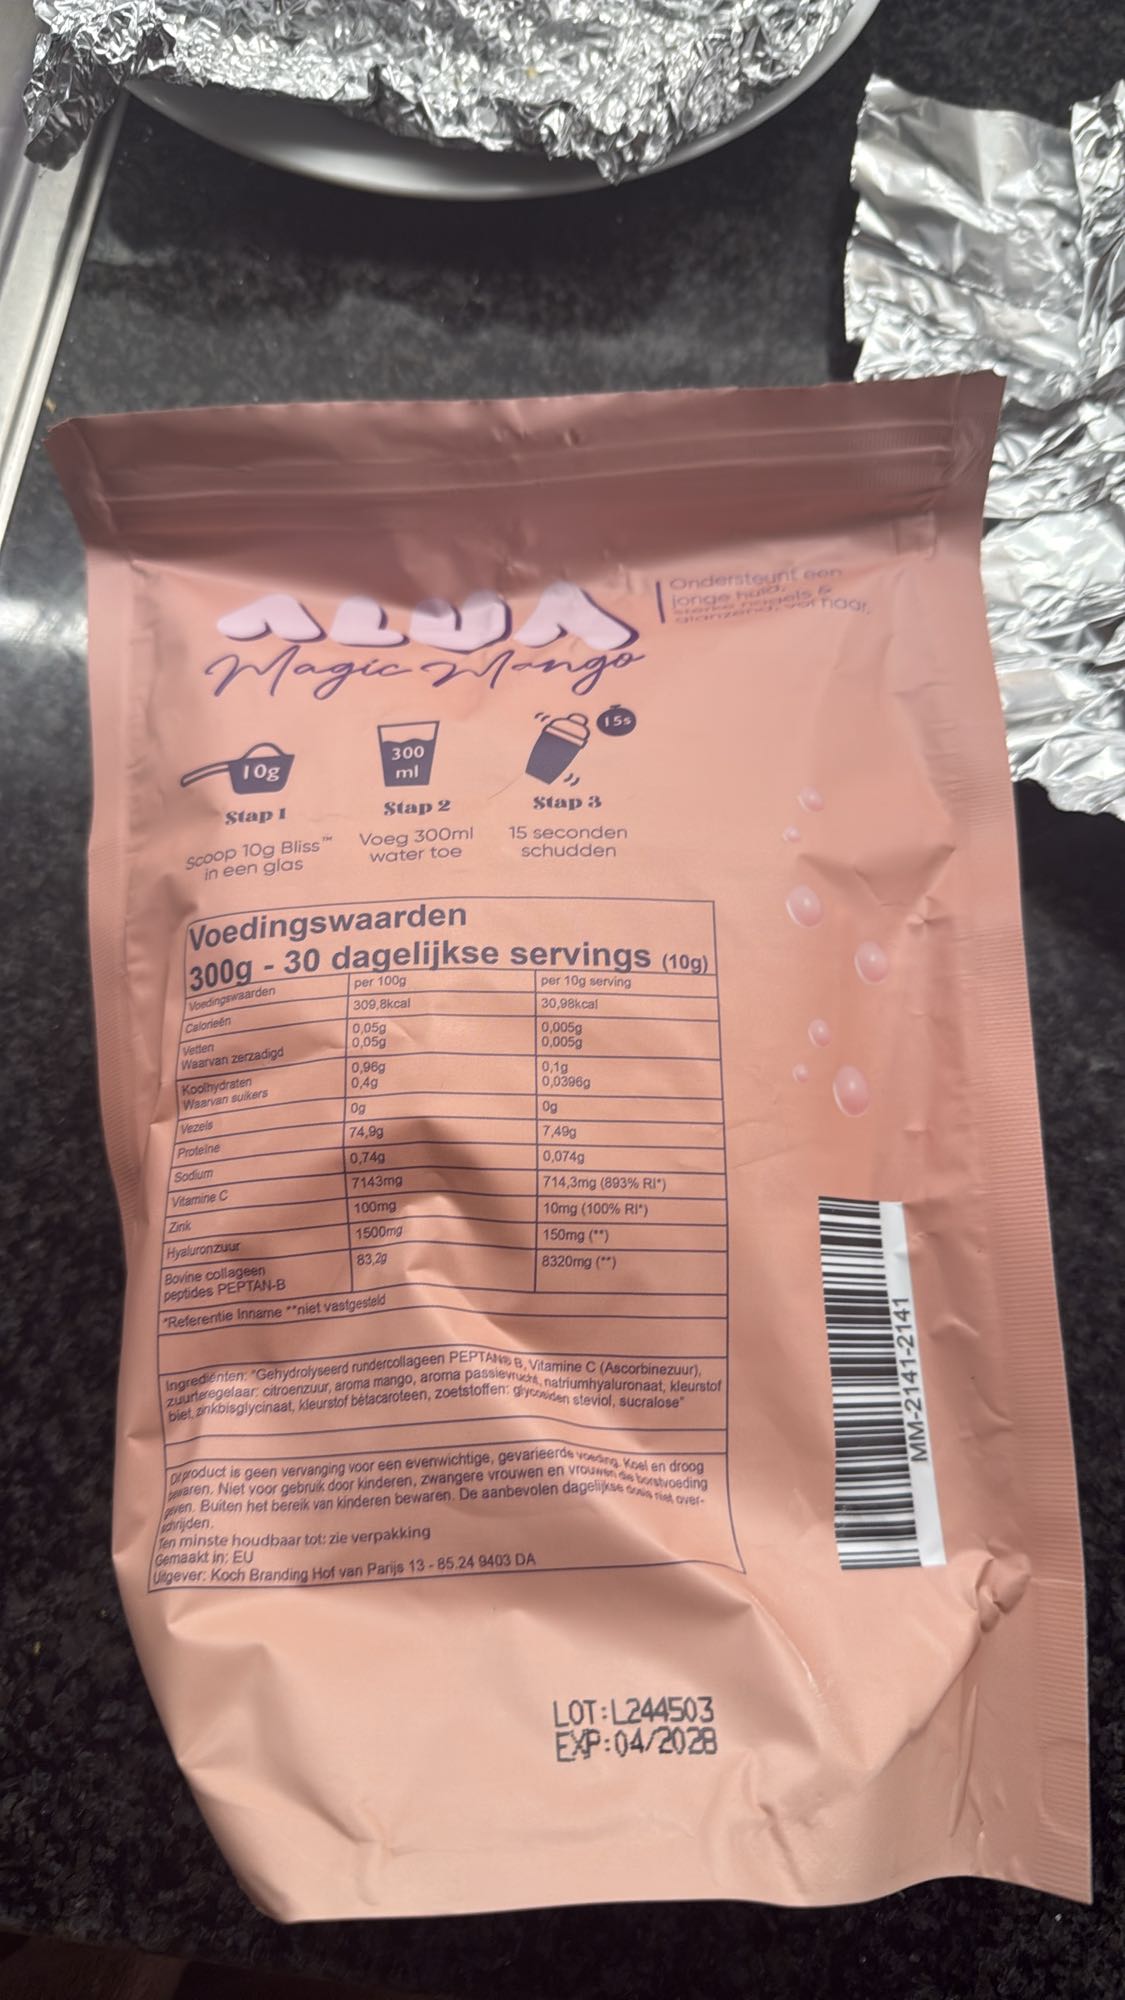 ALUA
Magic Mango
Ondersteunt een
jonge huid,
sterke nagels &
glanzend vol haar.
10g
300
ml
15s
Stap 1
Stap 2
Stap 3
Scoop 10g Bliss™
in een glas
Voeg 300ml
water toe
15 seconden
schudden
Voedingswaarden
300g - 30 dagelijkse servings (10g)
Voedingswaarden per 100g per 10g serving
Calorieën 309,8kcal 30,98kcal
Vetten 0,05g 0,005g
Waarvan zerzadigd 0,05g 0,005g
Koolhydraten 0,96g 0,1g
Waarvan suikers 0,4g 0,0396g
Vezels 0g 0g
Proteïne 74,9g 7,49g
Sodium 0,74g 0,074g
Vitamine C 7143mg 714,3mg (893% RI*)
Zink 100mg 10mg (100% RI*)
Hyaluronzuur 1500mg 150mg (**)
Bovine collageen 83,2g 8320mg (**)
peptides PEPTAN-B
*Referentie Inname **niet vastgesteld
Ingrediënten: "Gehydrolyseerd rundercollageen PEPTAN® B, Vitamine C (Ascorbinezuur),
zuurteregelaar: citroenzuur, aroma mango, aroma passievrucht, natriumhyaluronaat, kleurstof
biet, zinkbisglycinaat, kleurstof bètacaroteen, zoetstoffen: glycosiden steviol, sucralose"
product is geen vervanging voor een evenwichtige, gevarieerde voeding. Koel en droog
bewaren. Niet voor gebruik door kinderen, zwangere vrouwen en vrouwen die borstvoeding
geven. Buiten het bereik van kinderen bewaren. De aanbevolen dagelijkse dosis niet over-
schrijden.
Ten minste houdbaar tot: zie verpakking
Gemaakt in: EU
Uitgever: Koch Branding Hof van Parijs 13 - 85.24 9403 DA
MM-2141-2141
LOT:L244503
EXP:04/2028